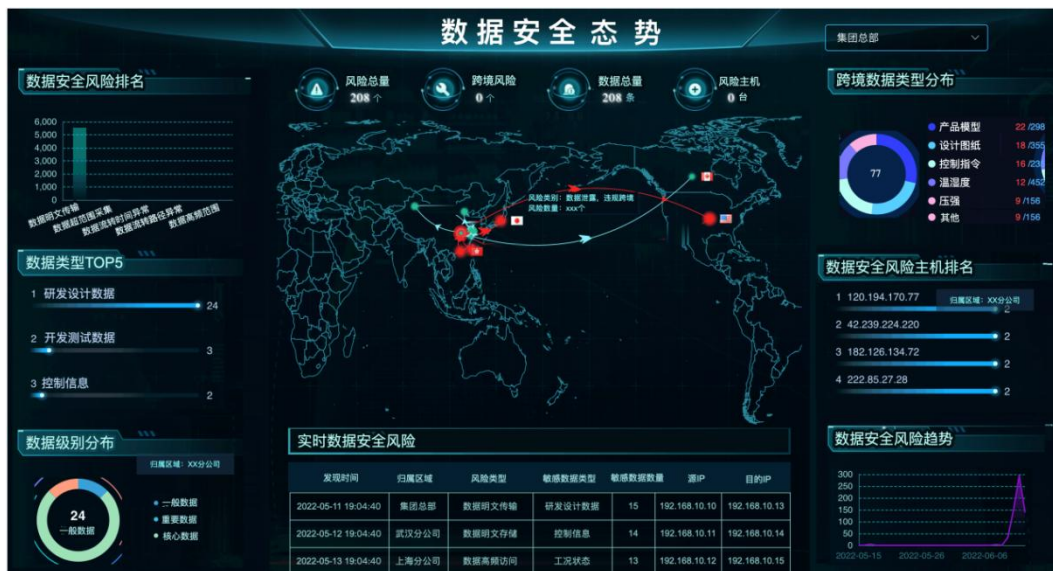 数据安全态势
集团总部
数据安全风险排名
6,000
5,000
4,000
3,000
2,000
1,000
0
数据明文传输
数据超范围采集
数据流转时间异常
数据流转路径异常
数据高频范围
风险总量
208 个
跨境风险
0 个
数据总量
208 条
风险主机
0 台
风险类别：数据泄露，违规跨境
风险数量：xxx个
跨境数据类型分布
77
产品模型 22 /298
设计图纸 18 /355
控制指令
温湿度 12 /452
压强 9 /156
其他 9 /156
数据类型TOP5
1 研发设计数据 24
2 开发测试数据 3
3 控制信息 2
数据安全风险主机排名
1 120.194.170.77 2
归属区域：XX分公司
2 42.239.224.220 2
3 182.126.134.72 2
4 222.85.27.28 2
数据级别分布
归属区域：XX分公司
24
一般数据
一般数据
重要数据
核心数据
实时数据安全风险
发现时间 归属区域 风险类型 敏感数据类型 敏感数据数量 源IP 目的IP
2022-05-11 19:04:40 集团总部 数据明文传输 研发设计数据 15 192.168.10.10 192.168.10.13
2022-05-12 19:04:40 武汉分公司 数据明文存储 控制信息 14 192.168.10.11 192.168.10.14
2022-05-13 19:04:40 上海分公司 数据高频访问 工况状态 13 192.168.10.12 192.168.10.15
数据安全风险趋势
300
250
200
150
100
50
0
2022-05-15 2022-05-26 2022-06-06